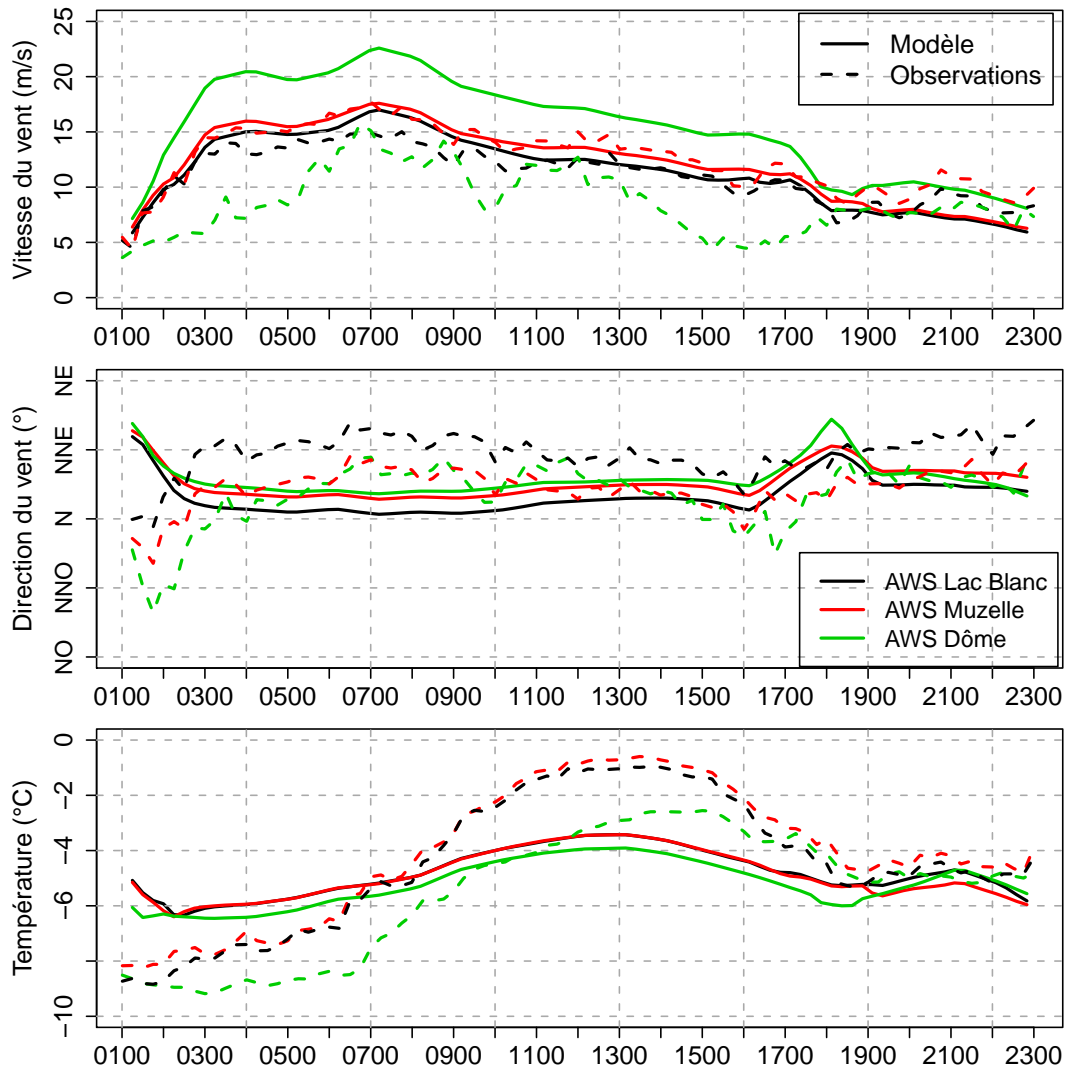 Vitesse du vent (m/s)
25
20
15
10
5
0
Modèle
Observations
0100 0300 0500 0700 0900 1100 1300 1500 1700 1900 2100 2300
Direction du vent (°)
NE
NNE
N
NNO
NO
AWS Lac Blanc
AWS Muzelle
AWS Dôme
0100 0300 0500 0700 0900 1100 1300 1500 1700 1900 2100 2300
Température (°C)
0
−2
−4
−6
−8
−10
0100 0300 0500 0700 0900 1100 1300 1500 1700 1900 2100 2300